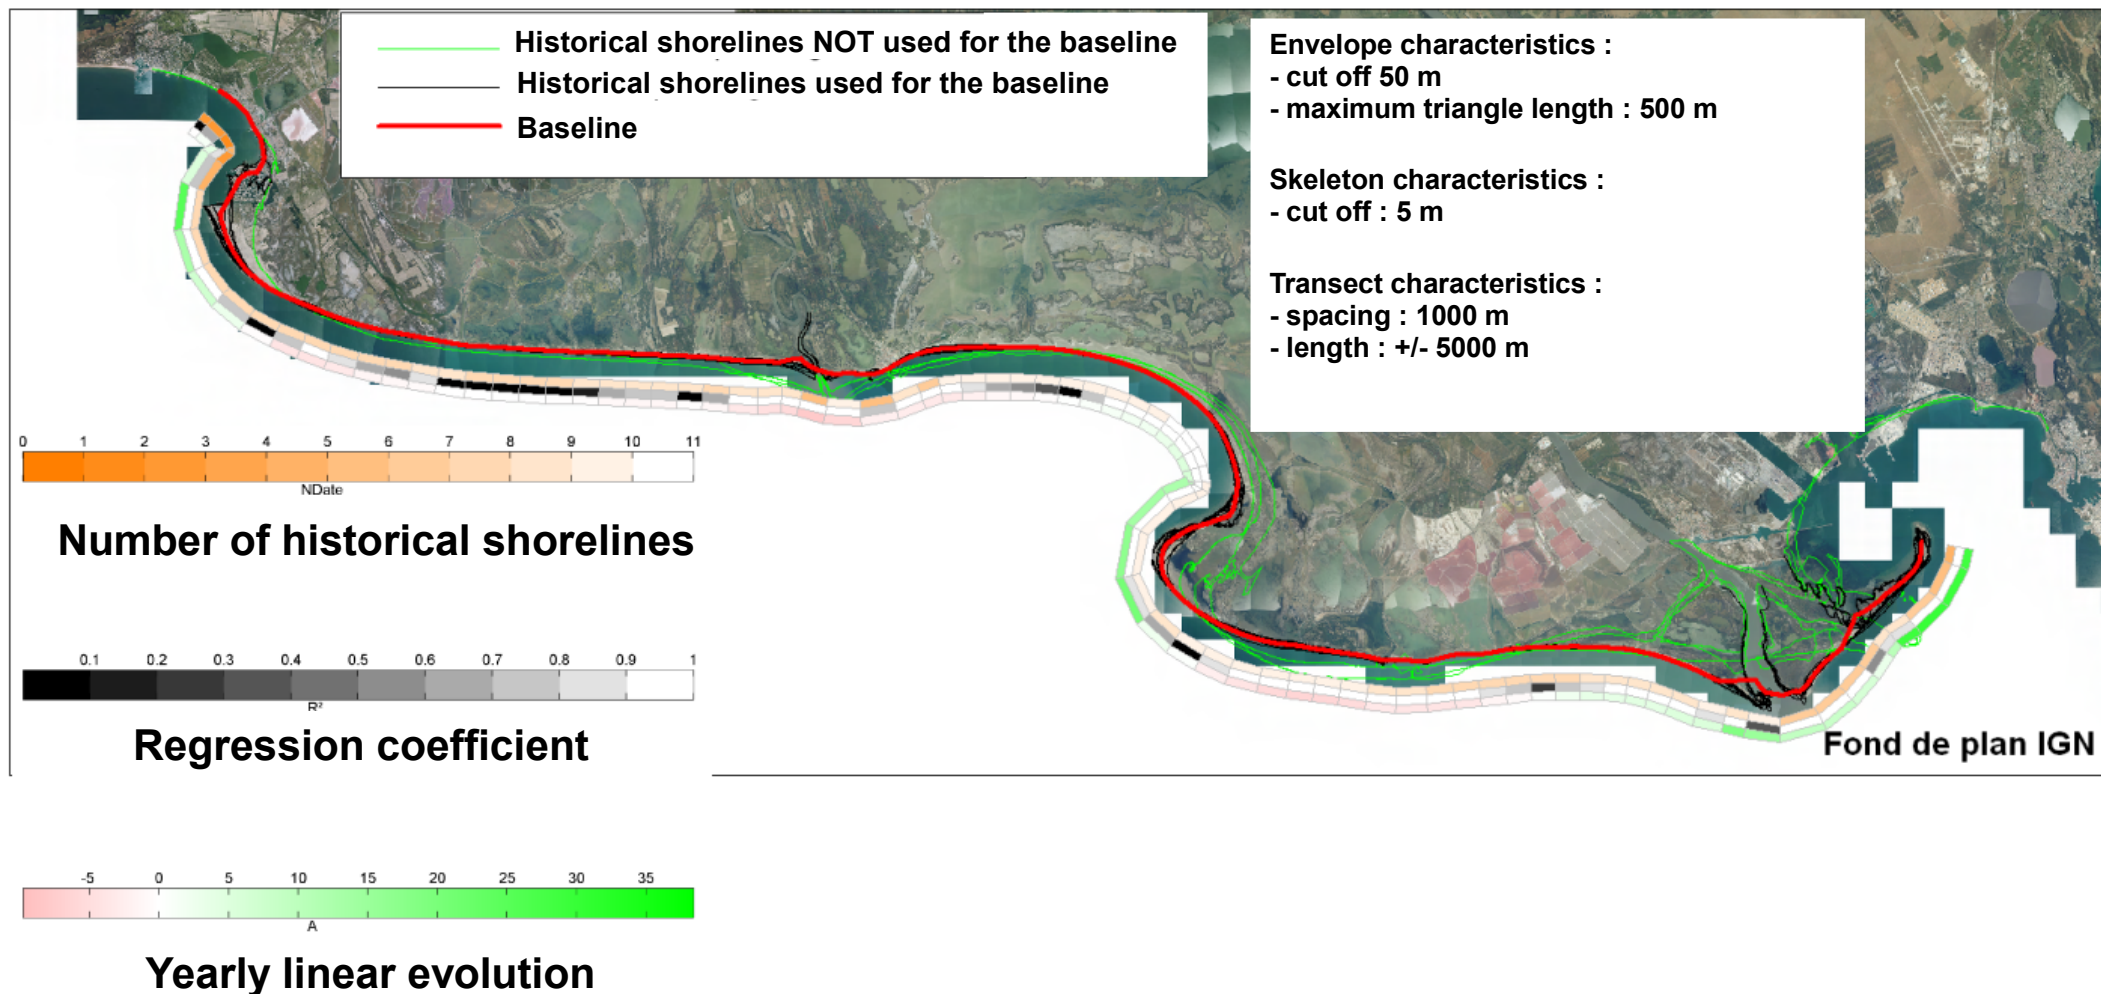 Historical shorelines NOT used for the baseline
Historical shorelines used for the baseline
Baseline
Envelope characteristics :
- cut off 50 m
- maximum triangle length : 500 m
Skeleton characteristics :
- cut off : 5 m
Transect characteristics :
- spacing : 1000 m
- length : +/- 5000 m
0 1 2 3 4 5 6 7 8 9 10 11
NDate
Number of historical shorelines
0.1 0.2 0.3 0.4 0.5 0.6 0.7 0.8 0.9 1
R²
Regression coefficient
Fond de plan IGN
-5 0 5 10 15 20 25 30 35
A
Yearly linear evolution